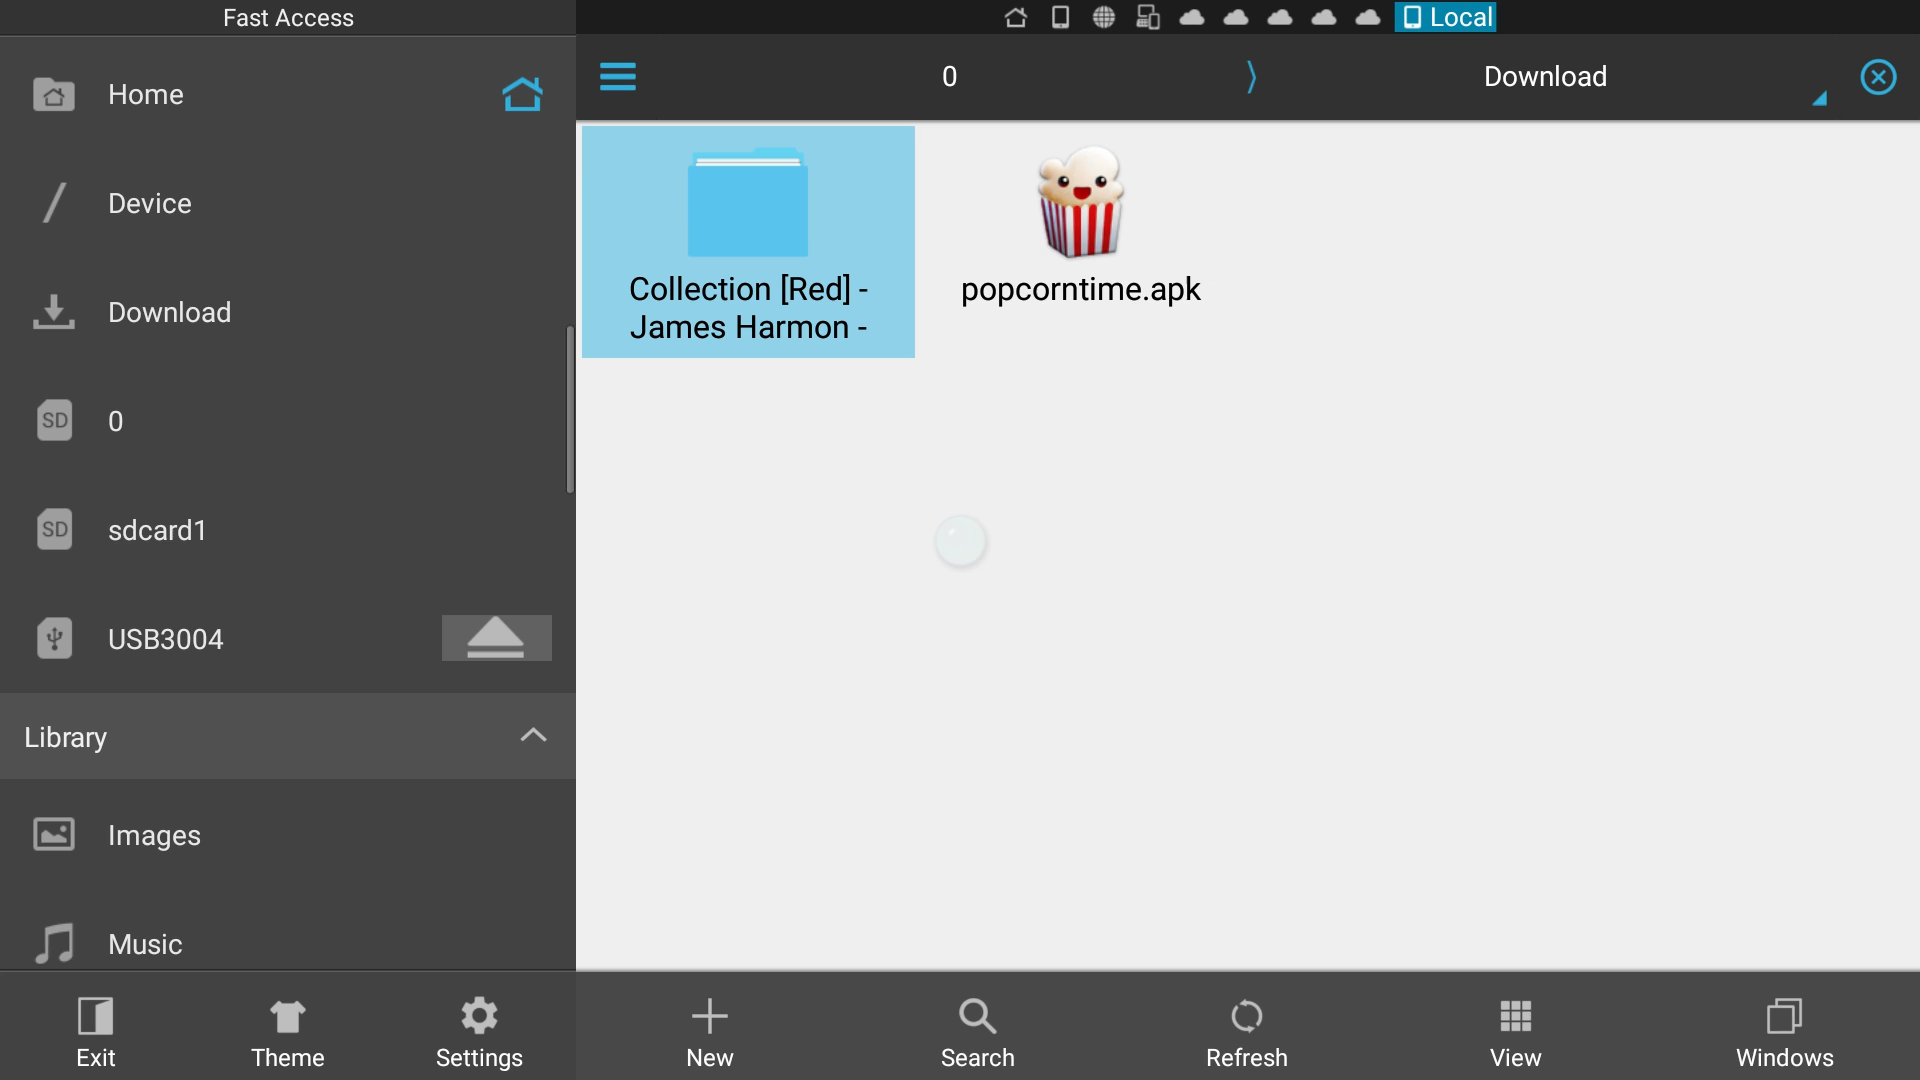 Fast Access
Local
Home
0
Download
Device
Download
SD
0
SD
sdcard1
USB3004
Library
Images
Music
Collection [Red] -
James Harmon -
popcorntime.apk
Exit
Theme
Settings
New
Search
Refresh
View
Windows